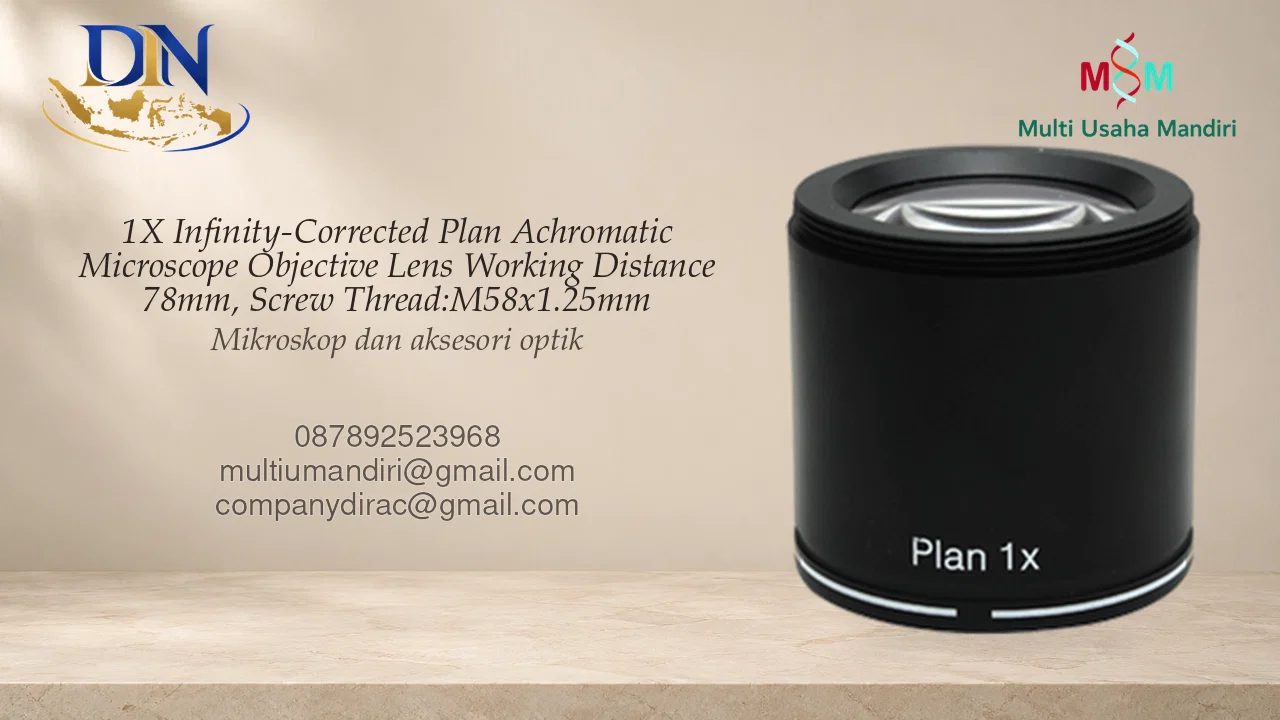 DN
M M
Multi Usaha Mandiri
1X Infinity-Corrected Plan Achromatic
Microscope Objective Lens Working Distance
78mm, Screw Thread:M58x1.25mm
Mikroskop dan aksesori optik
087892523968
multiumandiri@gmail.com
companydirac@gmail.com
Plan 1x